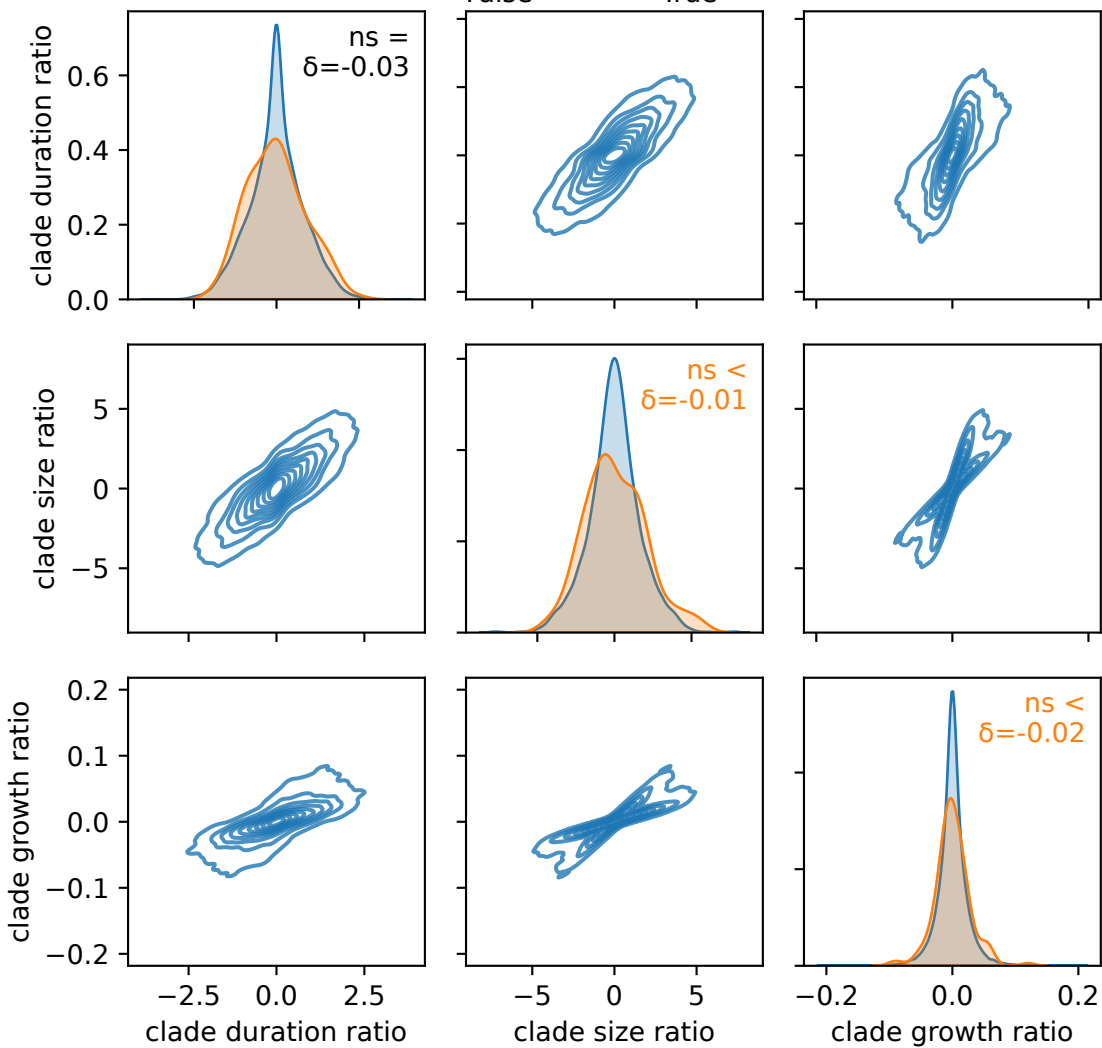 ns =
δ=-0.03
clade duration ratio
0.6
0.4
0.2
0.0
ns <
δ=-0.01
clade size ratio
5
0
−5
ns <
δ=-0.02
clade growth ratio
0.2
0.1
0.0
−0.1
−0.2
−2.5 0.0 2.5
−5 0 5
−0.2 0.0 0.2
clade duration ratio
clade size ratio
clade growth ratio